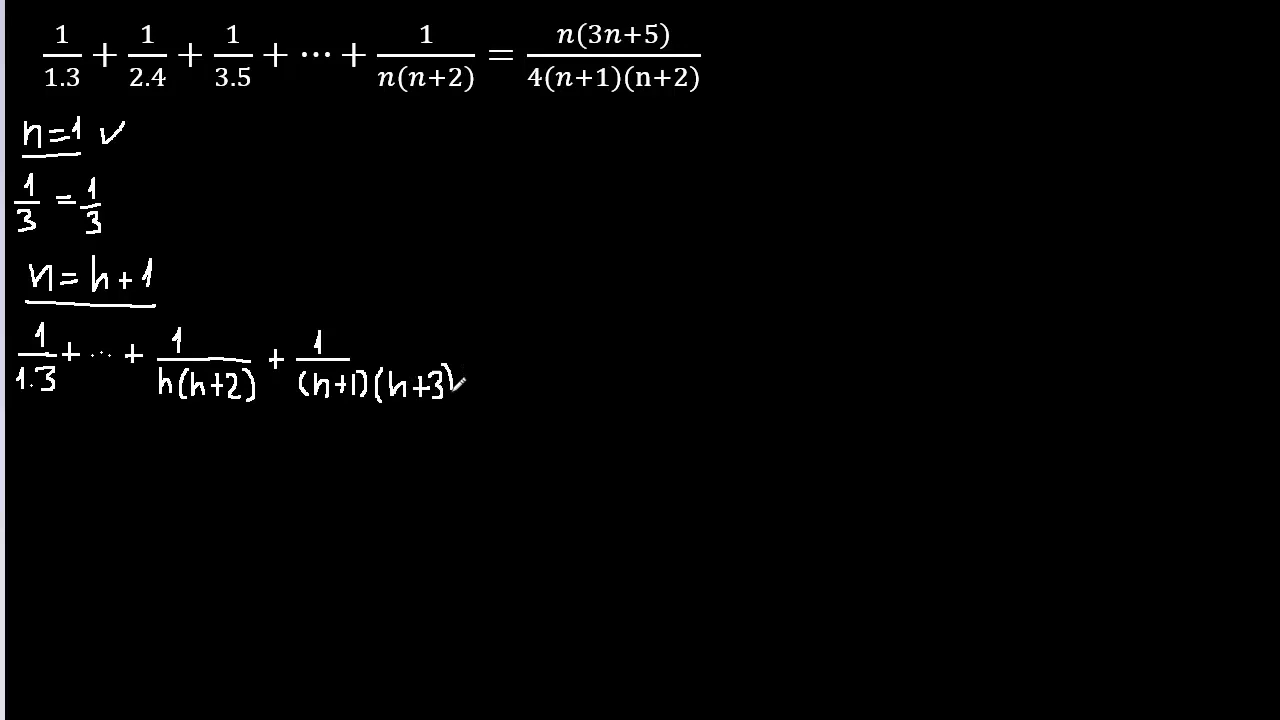 1/1.3 + 1/2.4 + 1/3.5 + ⋯ + 1/n(n+2) = n(3n+5)/4(n+1)(n+2)
n=1 ✓
1/3 = 1/3
n=h+1
1/1.3 + ... + 1/h(h+2) + 1/(h+1)(h+3)